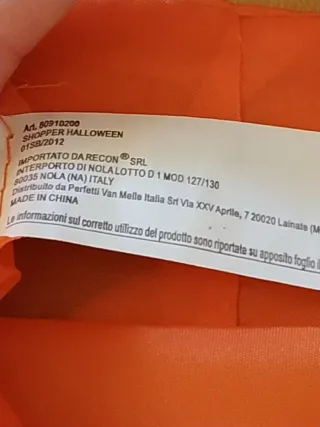 Art. 80910200
SHOPPER HALLOWEEN
01SB/2012
IMPORTATO DA RECON® SRL
INTERPORTO DI NOLA LOTTO D 1 MOD 127/130
80035 NOLA (NA) ITALY
Distribuito da Perfetti Van Melle Italia Srl Via XXV Aprile, 7 20020 Lainate (M
MADE IN CHINA
Le informazioni sul corretto utilizzo del prodotto sono riportate su apposito foglio